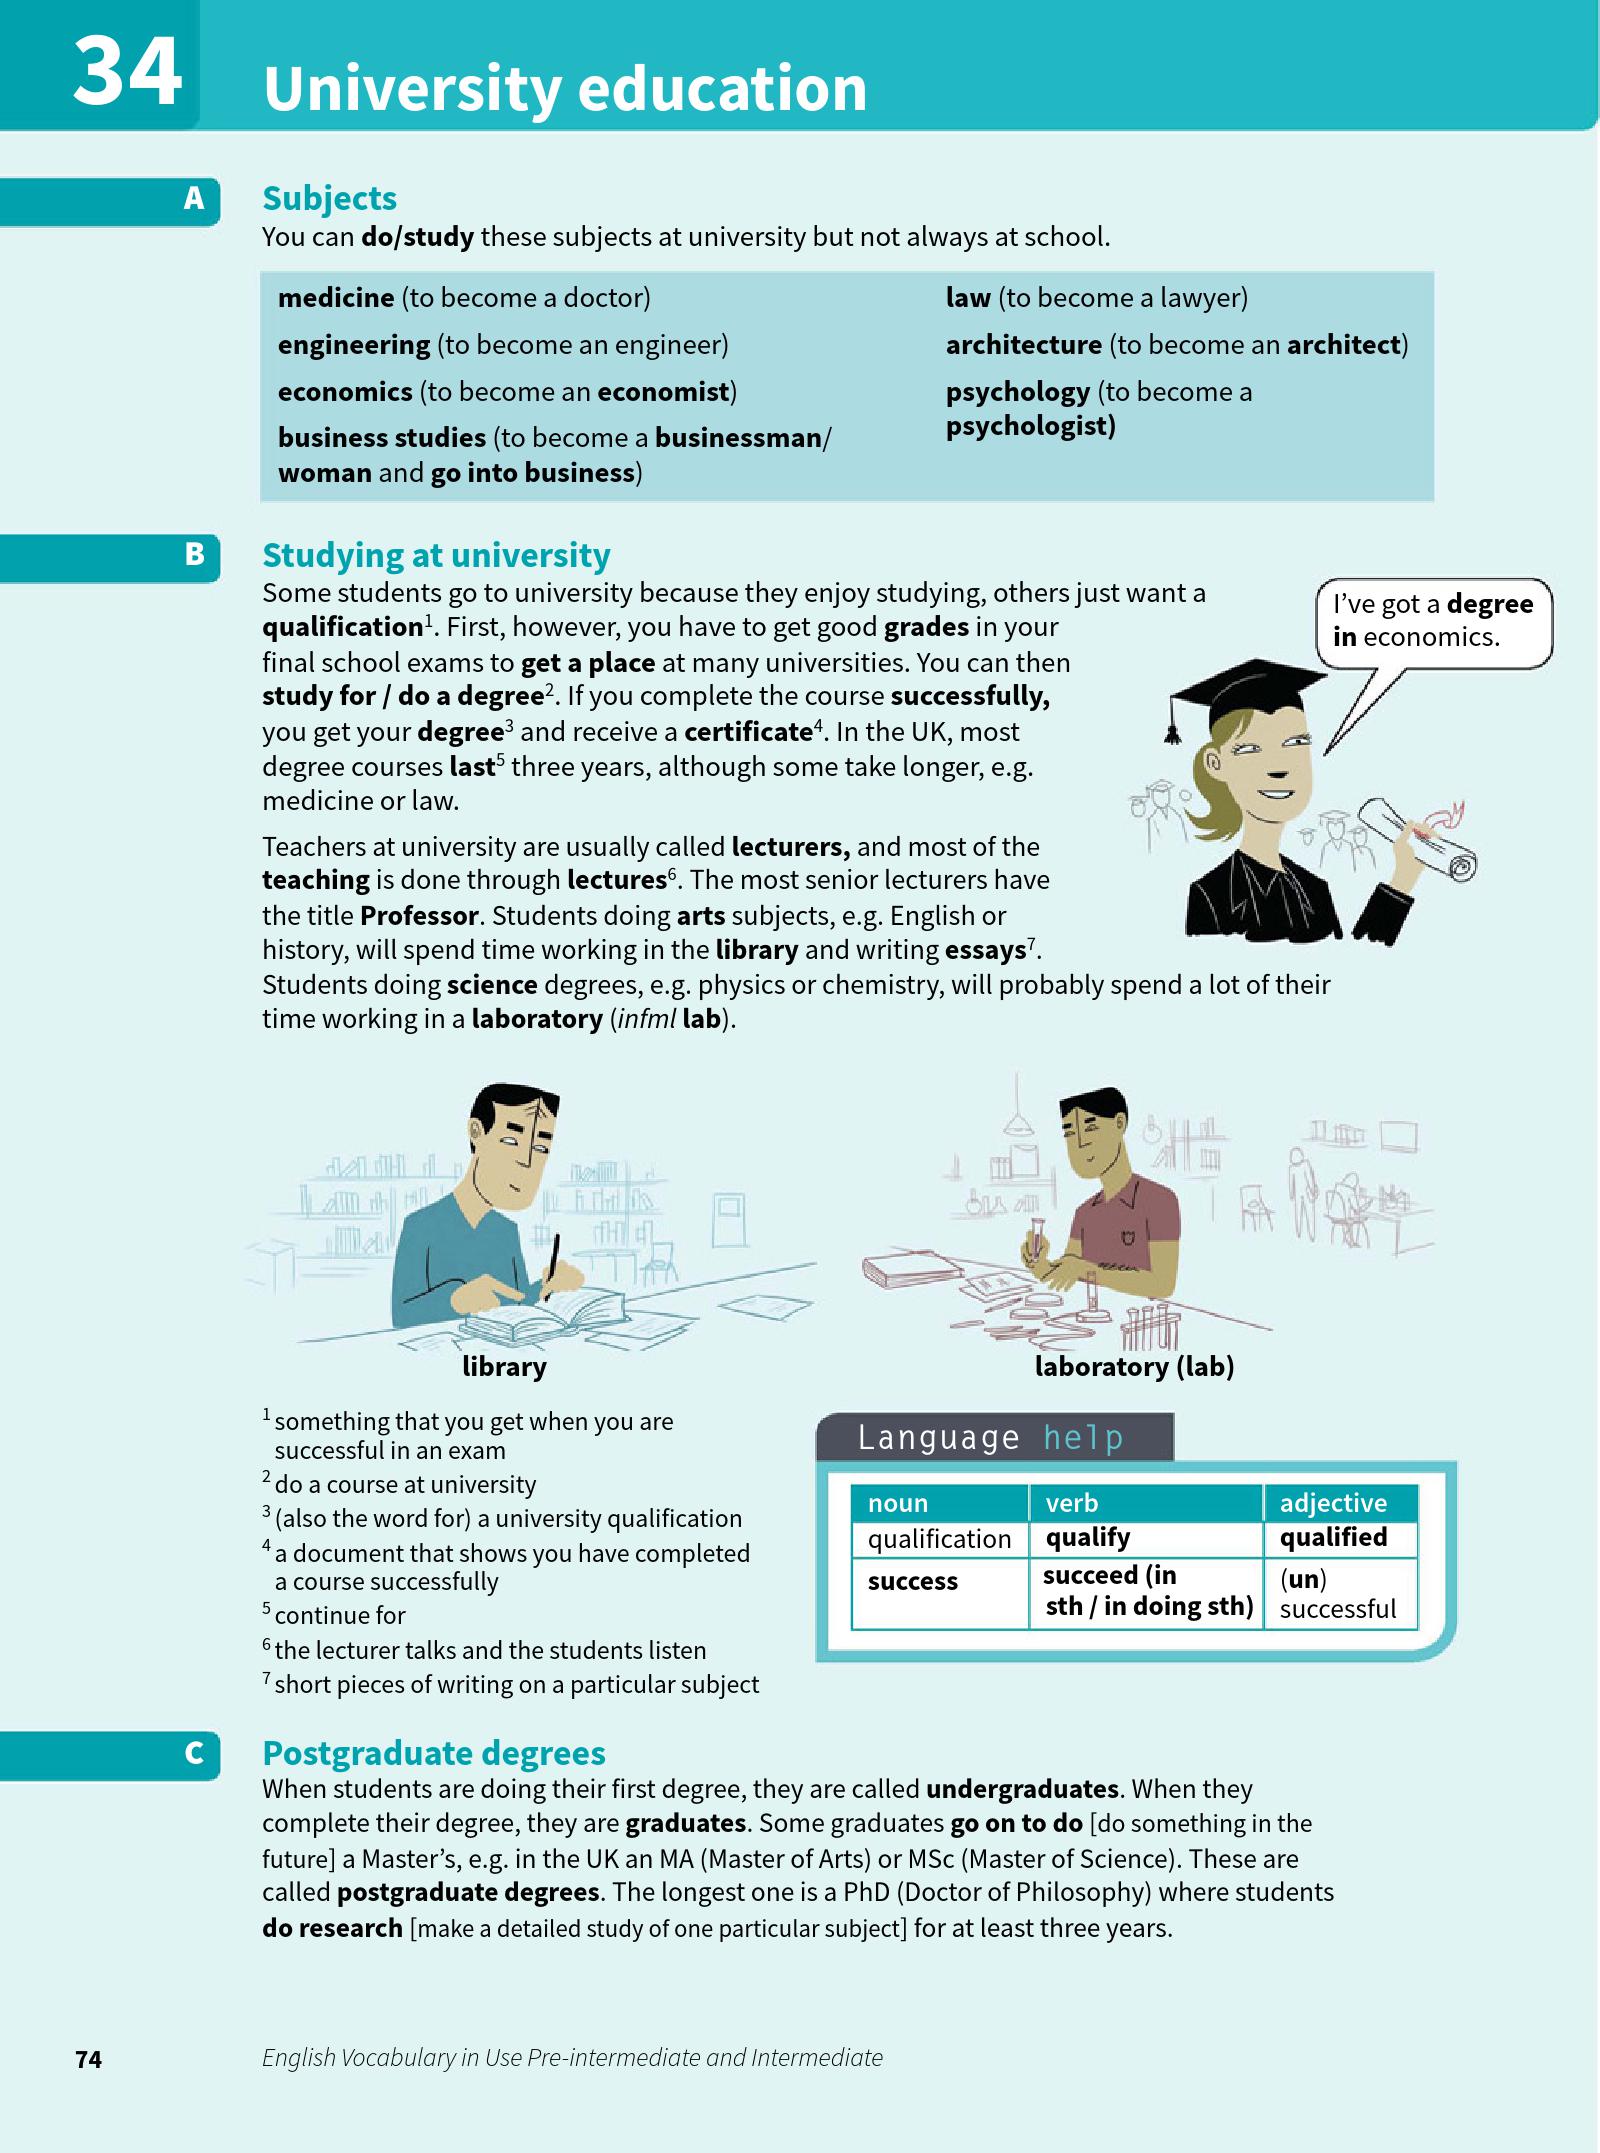 34
University education
A
Subjects
You can do/study these subjects at university but not always at school.
medicine (to become a doctor)
engineering (to become an engineer)
economics (to become an economist)
business studies (to become a businessman/
woman and go into business)
law (to become a lawyer)
architecture (to become an architect)
psychology (to become a
psychologist)
B
Studying at university
Some students go to university because they enjoy studying, others just want a
qualification1. First, however, you have to get good grades in your
final school exams to get a place at many universities. You can then
study for / do a degree2. If you complete the course successfully,
you get your degree3 and receive a certificate4. In the UK, most
degree courses last5 three years, although some take longer, e.g.
medicine or law.
I've got a degree
in economics.
Teachers at university are usually called lecturers, and most of the
teaching is done through lectures6. The most senior lecturers have
the title Professor. Students doing arts subjects, e.g. English or
history, will spend time working in the library and writing essays7.
Students doing science degrees, e.g. physics or chemistry, will probably spend a lot of their
time working in a laboratory (infml lab).
library
laboratory (lab)
1 something that you get when you are
successful in an exam
2 do a course at university
3 (also the word for) a university qualification
4 a document that shows you have completed
a course successfully
5 continue for
6 the lecturer talks and the students listen
7 short pieces of writing on a particular subject
Language help
noun verb adjective
qualification qualify qualified
success succeed (in
sth / in doing sth) (un)
successful
C
Postgraduate degrees
When students are doing their first degree, they are called undergraduates. When they
complete their degree, they are graduates. Some graduates go on to do [do something in the
future] a Master's, e.g. in the UK an MA (Master of Arts) or MSc (Master of Science). These are
called postgraduate degrees. The longest one is a PhD (Doctor of Philosophy) where students
do research [make a detailed study of one particular subject] for at least three years.
74
English Vocabulary in Use Pre-intermediate and Intermediate